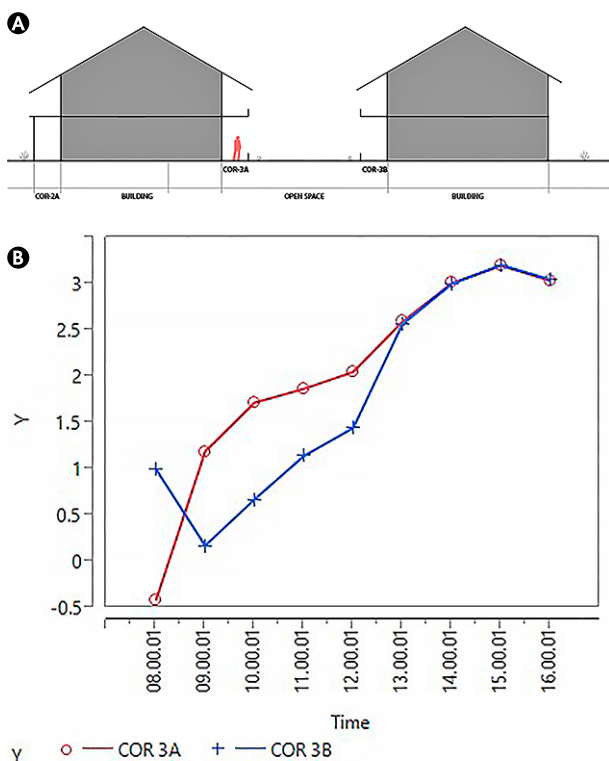 A
COR-3A COR-3B
COR-2A BUILDING OPEN SPACE BUILDING
B
3
2.5
2
1.5
1
0.5
0
-0.5
Y
08.00.01 09.00.01 10.00.01 11.00.01 12.00.01 13.00.01 14.00.01 15.00.01 16.00.01
Time
Y COR 3A COR 3B